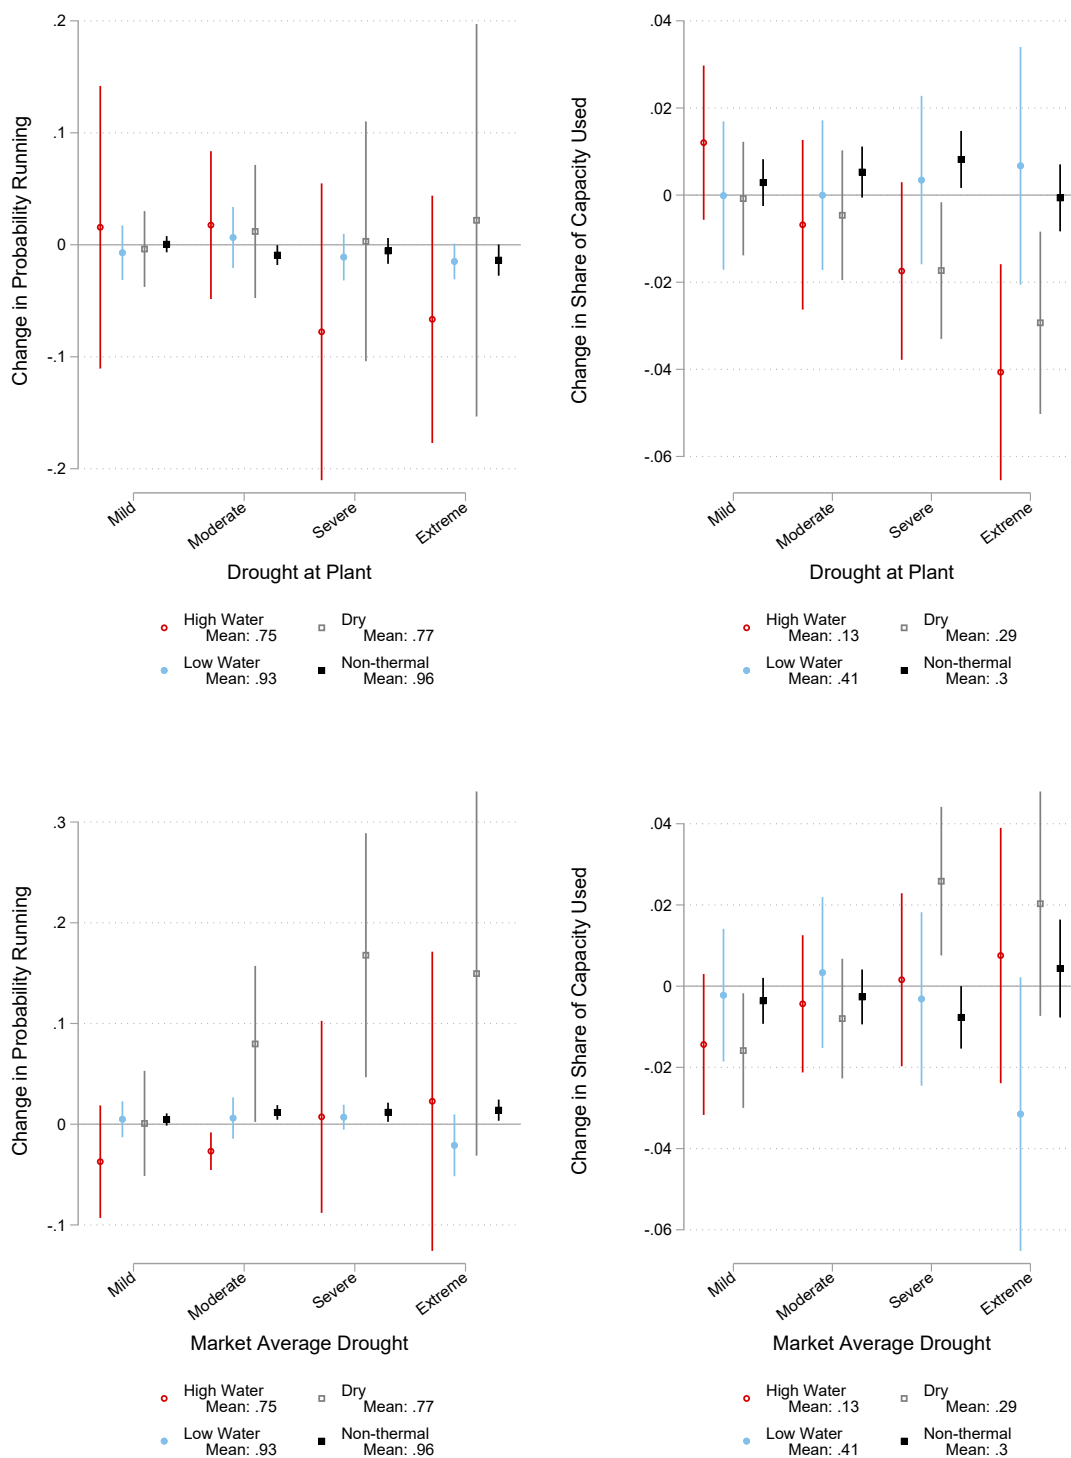 Change in Probability Running
.2
.1
0
-.1
-.2
Mild
Moderate
Severe
Extreme
Drought at Plant
High Water
Mean: .75
Dry
Mean: .77
Low Water
Mean: .93
Non-thermal
Mean: .96
Change in Share of Capacity Used
.04
.02
0
-.02
-.04
-.06
Mild
Moderate
Severe
Extreme
Drought at Plant
High Water
Mean: .13
Dry
Mean: .29
Low Water
Mean: .41
Non-thermal
Mean: .3
Change in Probability Running
.3
.2
.1
0
-.1
Mild
Moderate
Severe
Extreme
Market Average Drought
High Water
Mean: .75
Dry
Mean: .77
Low Water
Mean: .93
Non-thermal
Mean: .96
Change in Share of Capacity Used
.04
.02
0
-.02
-.04
-.06
Mild
Moderate
Severe
Extreme
Market Average Drought
High Water
Mean: .13
Dry
Mean: .29
Low Water
Mean: .41
Non-thermal
Mean: .3